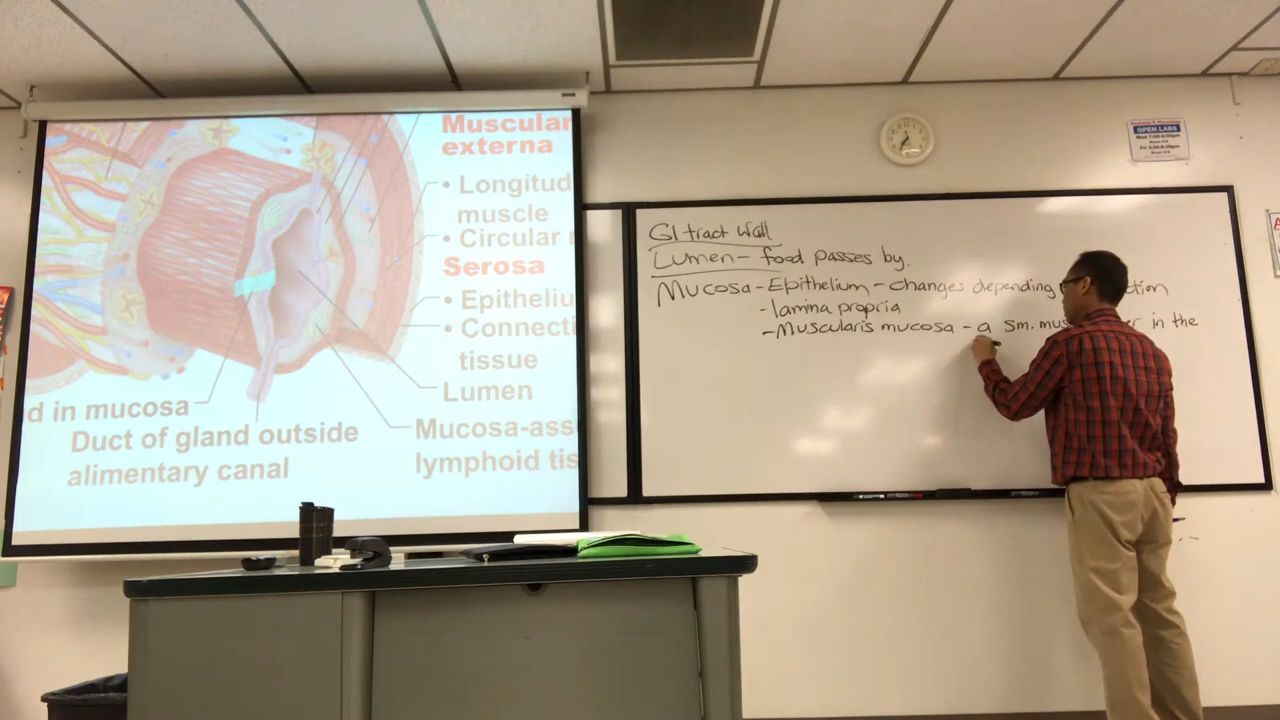 Muscular
externa
• Longitud
muscle
• Circular
Serosa
• Epitheliu
• Connecti
tissue
Lumen
d in mucosa
Duct of gland outside
alimentary canal
Mucosa-ass
lymphoid tis
GI tract Wall
Lumen - food passes by.
Mucosa - Epithelium - changes depending ction
- lamina propria
- Muscularis mucosa - a sm. mus r in the
OPEN LABS